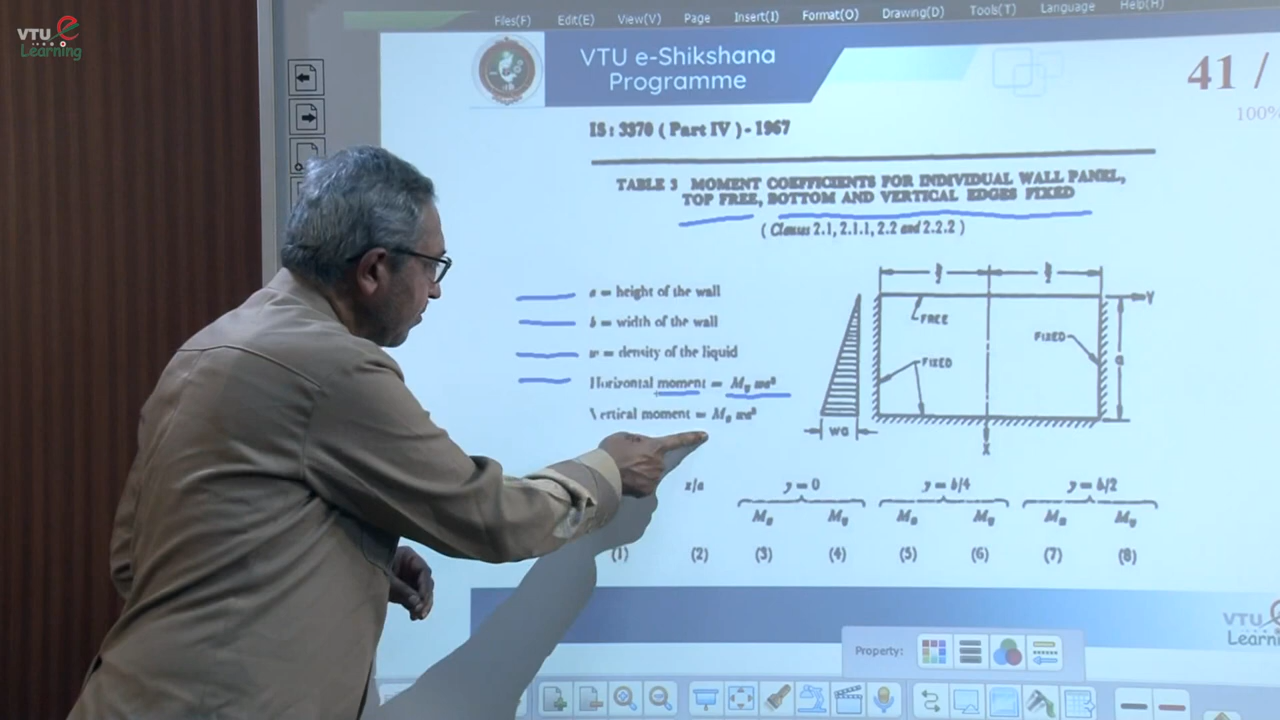 VTU e
Learning
Files(F) Edit(E) View(V) Page Insert(I) Format(O) Drawing(D) Tools(T) Language Help(H)
VTU e-Shikshana
Programme
41 /
100%
IS : 3370 ( Part IV ) - 1967
TABLE 3 MOMENT COEFFICIENTS FOR INDIVIDUAL WALL PANEL,
TOP FREE, BOTTOM AND VERTICAL EDGES FIXED
( Clauses 2.1, 2.1.1, 2.2 and 2.2.2 )
a = height of the wall
b = width of the wall
w = density of the liquid
Horizontal moment = My wa³
Vertical moment = Mx wa³
b/2 b/2
Y
FREE
FIXED
FIXED
a
wa
X
x/a y = 0 y = b/4 y = b/2
Mx My Mx My Mx My
(1) (2) (3) (4) (5) (6) (7) (8)
VTU
Learn
Property: